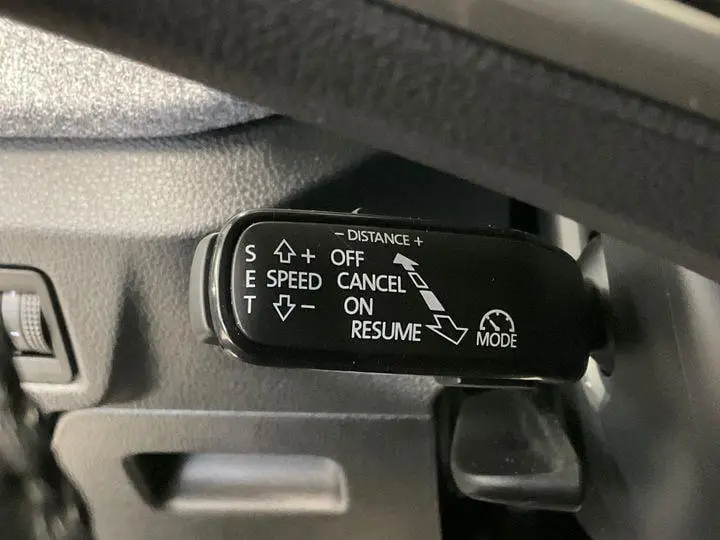 - DISTANCE +
S + OFF
E SPEED CANCEL
T - ON
RESUME
MODE